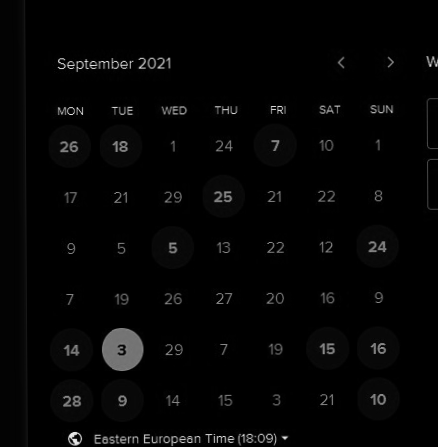 September 2021
W
MON TUE WED THU FRI SAT SUN
26 18 1 24 7 10 1
17 21 29 25 21 22 8
9 5 5 13 22 12 24
7 19 26 27 20 16 9
14 3 29 7 19 15 16
28 9 14 15 3 21 10
Eastern European Time (18:09)